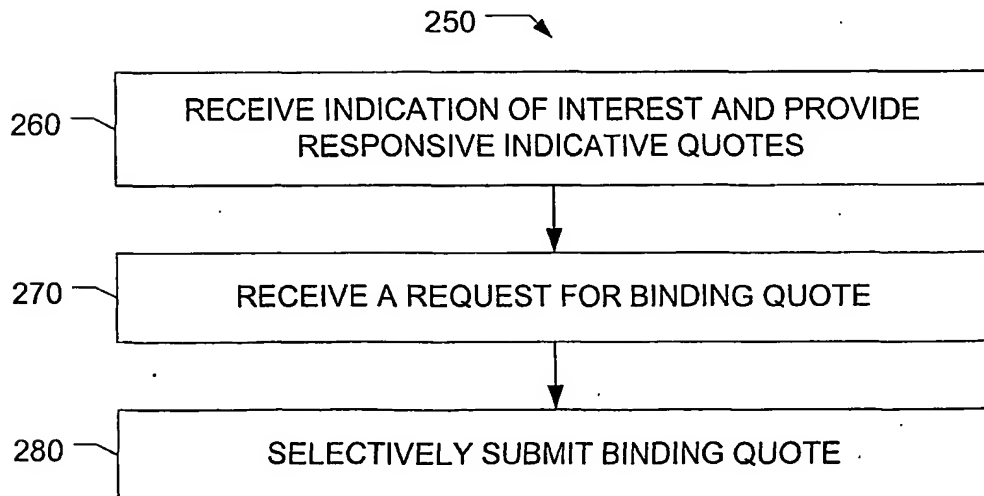 250
260
RECEIVE INDICATION OF INTEREST AND PROVIDE
RESPONSIVE INDICATIVE QUOTES
270
RECEIVE A REQUEST FOR BINDING QUOTE
280
SELECTIVELY SUBMIT BINDING QUOTE